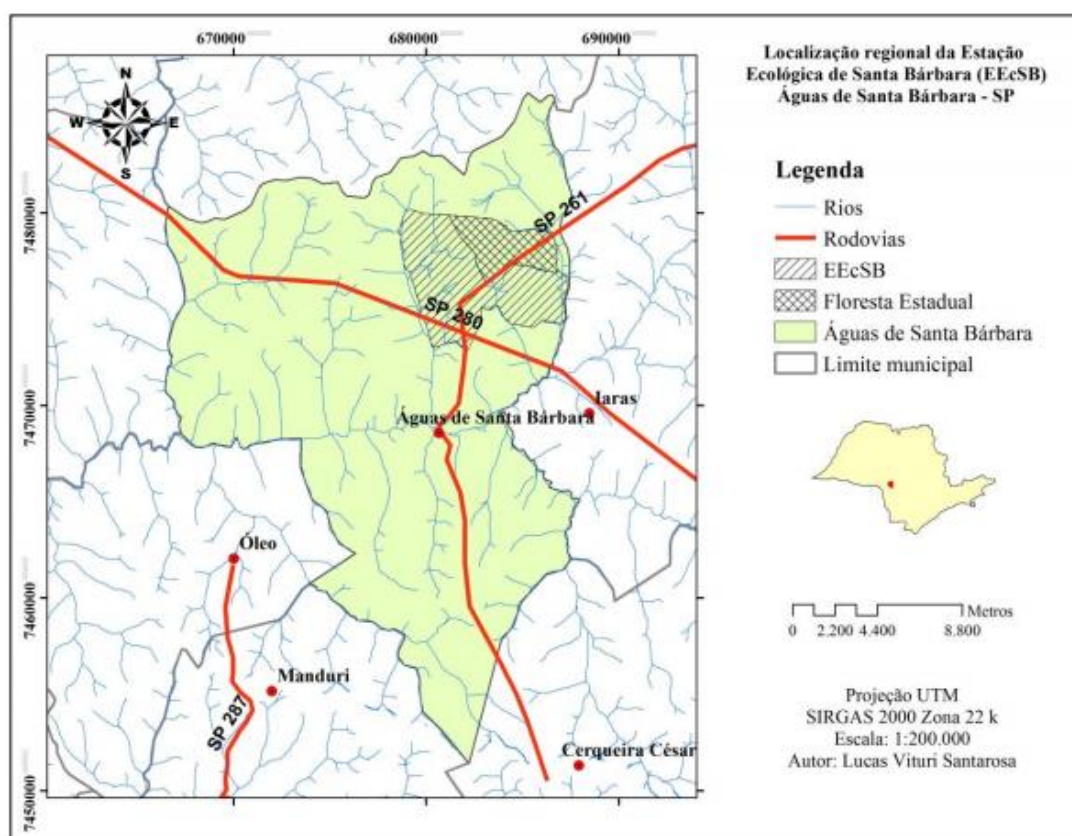 670000 680000 690000
N
W E
S
7480000
7470000
7460000
7450000
SP 261
SP 280
Iaras
Águas de Santa Bárbara
Óleo
Manduri
SP 287
Cerqueira César
Localização regional da Estação
Ecológica de Santa Bárbara (EEcSB)
Águas de Santa Bárbara - SP
Legenda
Rios
Rodovias
EEcSB
Floresta Estadual
Águas de Santa Bárbara
Limite municipal
Metros
0 2.200 4.400 8.800
Projeção UTM
SIRGAS 2000 Zona 22 k
Escala: 1:200.000
Autor: Lucas Vituri Santarosa